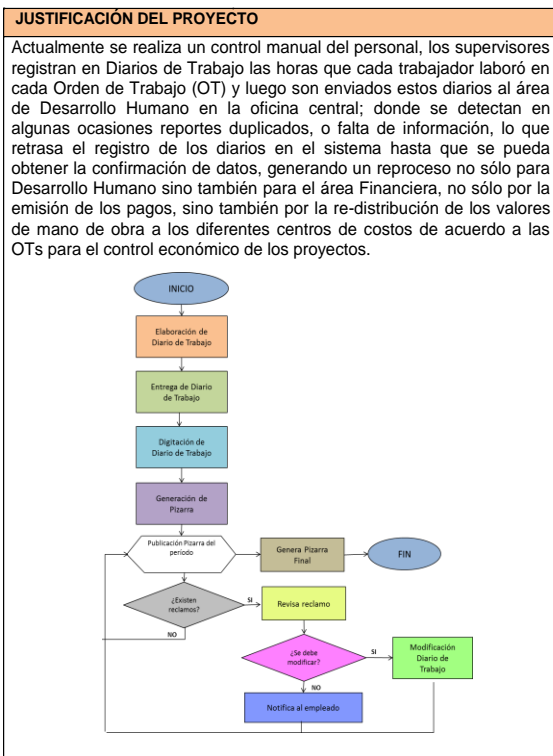 JUSTIFICACIÓN DEL PROYECTO
Actualmente se realiza un control manual del personal, los supervisores
registran en Diarios de Trabajo las horas que cada trabajador laboró en
cada Orden de Trabajo (OT) y luego son enviados estos diarios al área
de Desarrollo Humano en la oficina central; donde se detectan en
algunas ocasiones reportes duplicados, o falta de información, lo que
retrasa el registro de los diarios en el sistema hasta que se pueda
obtener la confirmación de datos, generando un reproceso no sólo para
Desarrollo Humano sino también para el área Financiera, no sólo por la
emisión de los pagos, sino también por la re-distribución de los valores
de mano de obra a los diferentes centros de costos de acuerdo a las
OTs para el control económico de los proyectos.
INICIO
Elaboración de
Diario de Trabajo
Entrega de Diario
de Trabajo
Digitación de
Diario de Trabajo
Generación de
Pizarra
Publicación Pizarra del
período
Genera Pizarra
Final
FIN
¿Existen
reclamos?
SI
Revisa reclamo
NO
¿Se debe
modificar?
SI
Modificación
Diario de
Trabajo
NO
Notifica al empleado